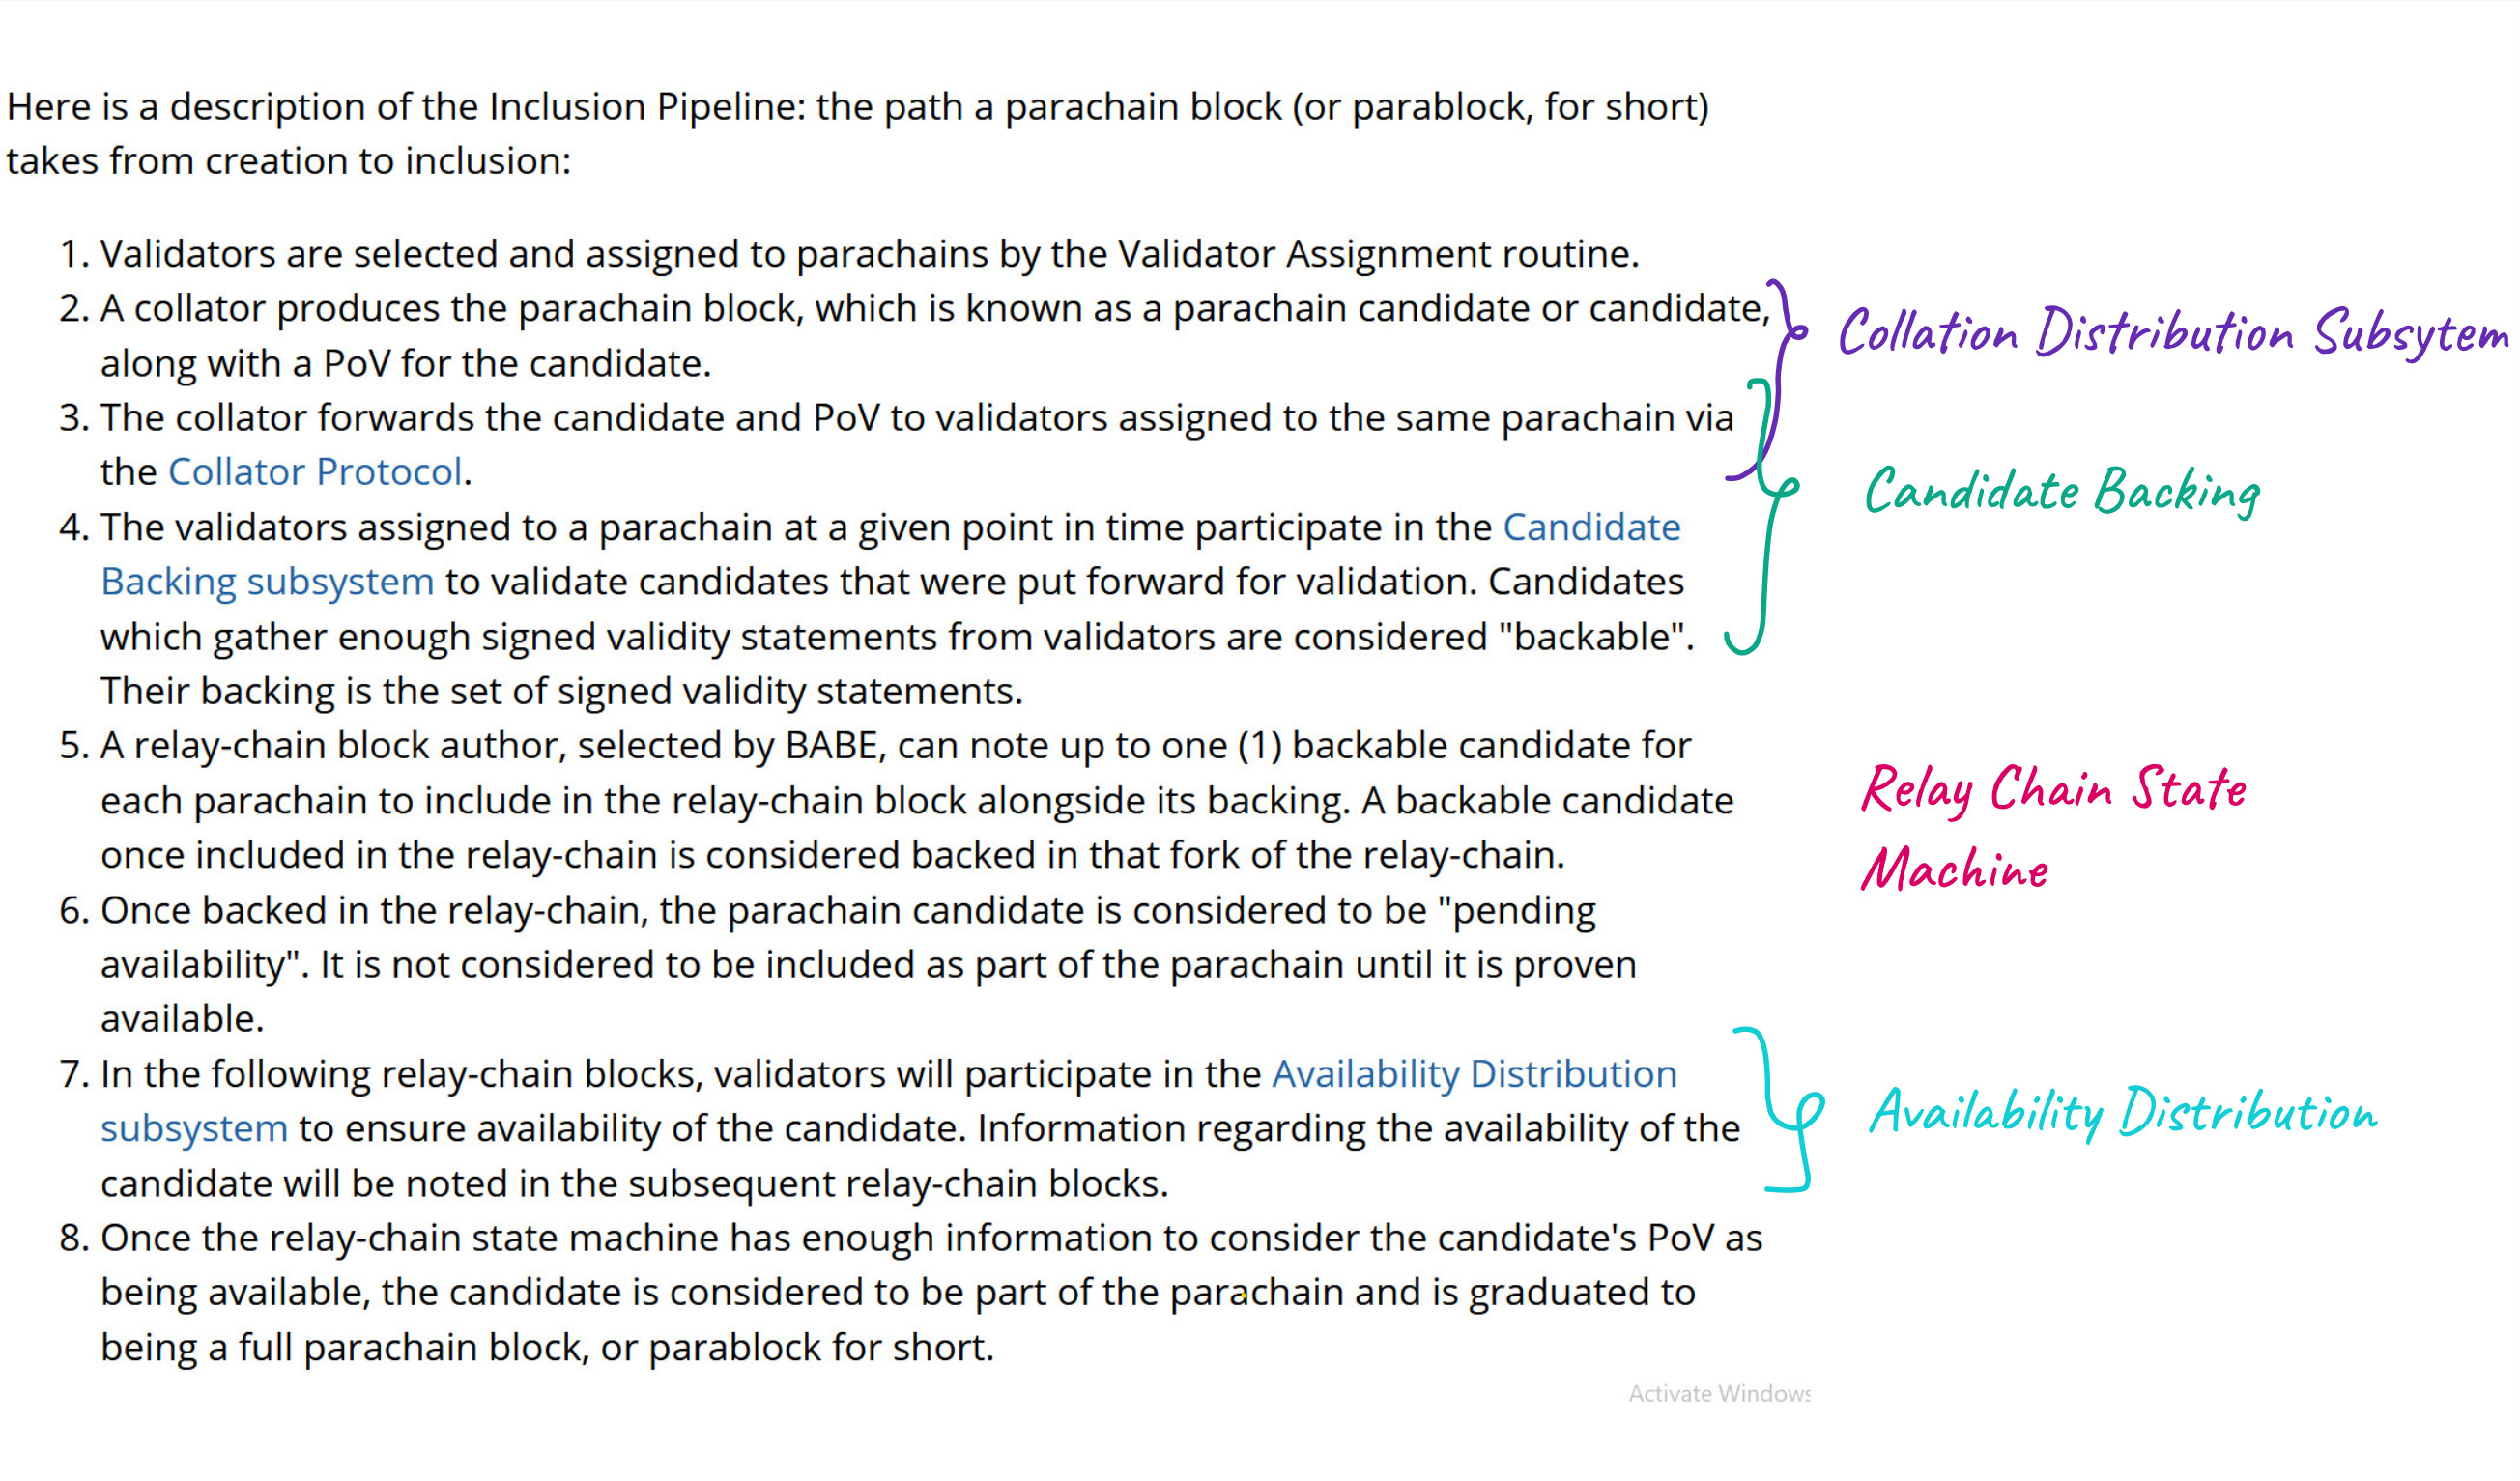 Here is a description of the Inclusion Pipeline: the path a parachain block (or parablock, for short)
takes from creation to inclusion:
1. Validators are selected and assigned to parachains by the Validator Assignment routine.
2. A collator produces the parachain block, which is known as a parachain candidate or candidate,
along with a PoV for the candidate.
Collation Distribution Subsytem
3. The collator forwards the candidate and PoV to validators assigned to the same parachain via
the Collator Protocol.
Candidate Backing
4. The validators assigned to a parachain at a given point in time participate in the Candidate
Backing subsystem to validate candidates that were put forward for validation. Candidates
which gather enough signed validity statements from validators are considered "backable".
Their backing is the set of signed validity statements.
5. A relay-chain block author, selected by BABE, can note up to one (1) backable candidate for
each parachain to include in the relay-chain block alongside its backing. A backable candidate
once included in the relay-chain is considered backed in that fork of the relay-chain.
Relay Chain State
Machine
6. Once backed in the relay-chain, the parachain candidate is considered to be "pending
availability". It is not considered to be included as part of the parachain until it is proven
available.
7. In the following relay-chain blocks, validators will participate in the Availability Distribution
subsystem to ensure availability of the candidate. Information regarding the availability of the
candidate will be noted in the subsequent relay-chain blocks.
Availability Distribution
8. Once the relay-chain state machine has enough information to consider the candidate's PoV as
being available, the candidate is considered to be part of the parachain and is graduated to
being a full parachain block, or parablock for short.
Activate Windows